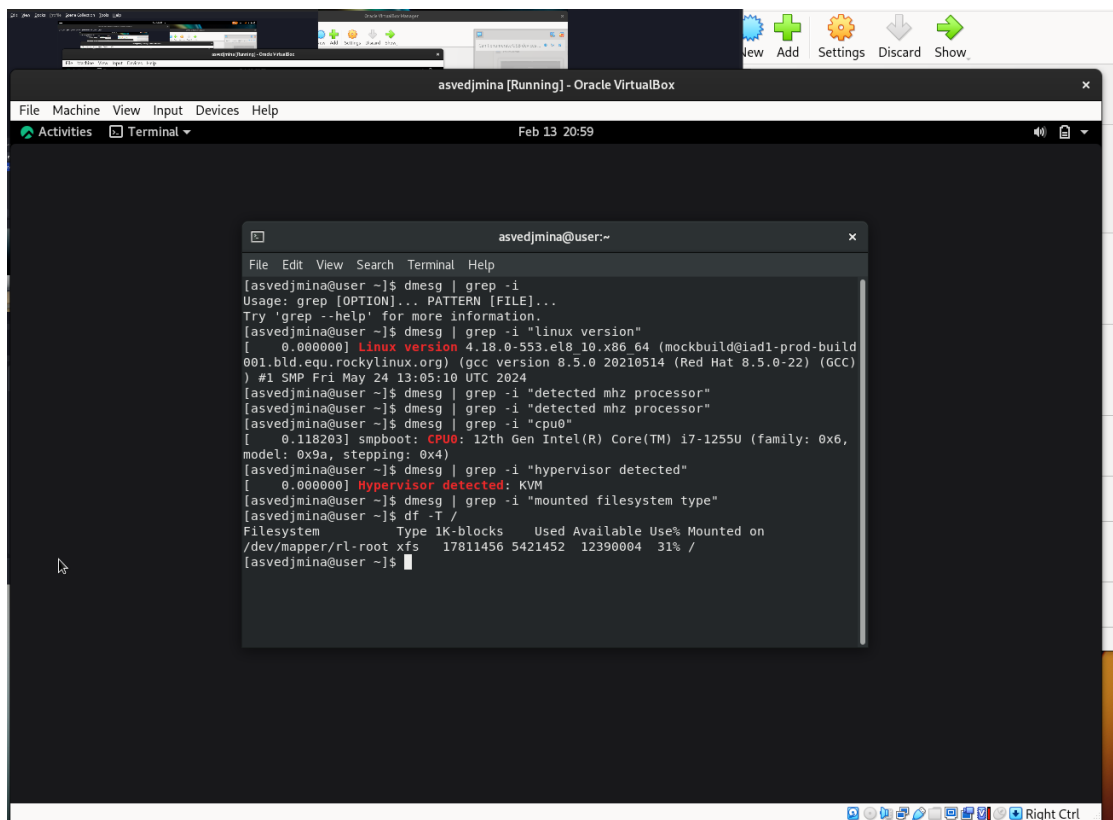 Oracle VirtualBox Manager
New Add Settings Discard Show
asvedjmina [Running] - Oracle VirtualBox
File Machine View Input Devices Help
Activities Terminal Feb 13 20:59
asvedjmina@user:~
File Edit View Search Terminal Help
[asvedjmina@user ~]$ dmesg | grep -i
Usage: grep [OPTION]... PATTERN [FILE]...
Try 'grep --help' for more information.
[asvedjmina@user ~]$ dmesg | grep -i "linux version"
[    0.000000] Linux version 4.18.0-553.el8_10.x86_64 (mockbuild@iad1-prod-build
001.bld.equ.rockylinux.org) (gcc version 8.5.0 20210514 (Red Hat 8.5.0-22) (GCC)
) #1 SMP Fri May 24 13:05:10 UTC 2024
[asvedjmina@user ~]$ dmesg | grep -i "detected mhz processor"
[asvedjmina@user ~]$ dmesg | grep -i "detected mhz processor"
[asvedjmina@user ~]$ dmesg | grep -i "cpu0"
[    0.118203] smpboot: CPU0: 12th Gen Intel(R) Core(TM) i7-1255U (family: 0x6,
model: 0x9a, stepping: 0x4)
[asvedjmina@user ~]$ dmesg | grep -i "hypervisor detected"
[    0.000000] Hypervisor detected: KVM
[asvedjmina@user ~]$ dmesg | grep -i "mounted filesystem type"
[asvedjmina@user ~]$ df -T /
Filesystem          Type 1K-blocks    Used Available Use% Mounted on
/dev/mapper/rl-root xfs   17811456 5421452  12390004  31% /
[asvedjmina@user ~]$
Right Ctrl